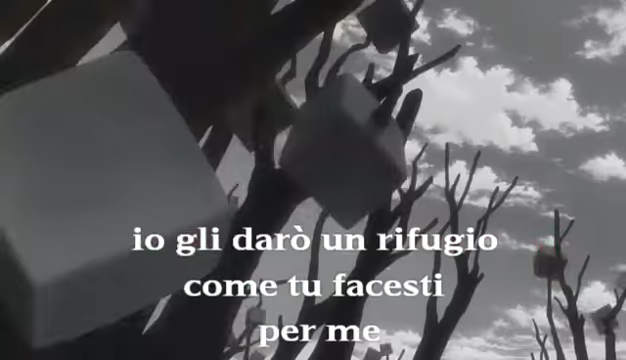 io gli darò un rifugio
come tu facesti
per me